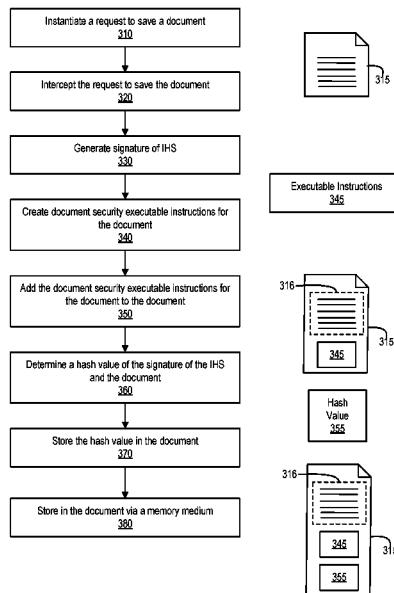 Instantiate a request to save a document
310
Intercept the request to save the document
320
Generate signature of IHS
330
Create document security executable instructions for
the document
340
Add the document security executable instructions for
the document to the document
350
Determine a hash value of the signature of the IHS
and the document
360
Store the hash value in the document
370
Store in the document via a memory medium
380
315
Executable Instructions
345
316
315
345
Hash
Value
355
316
315
345
355